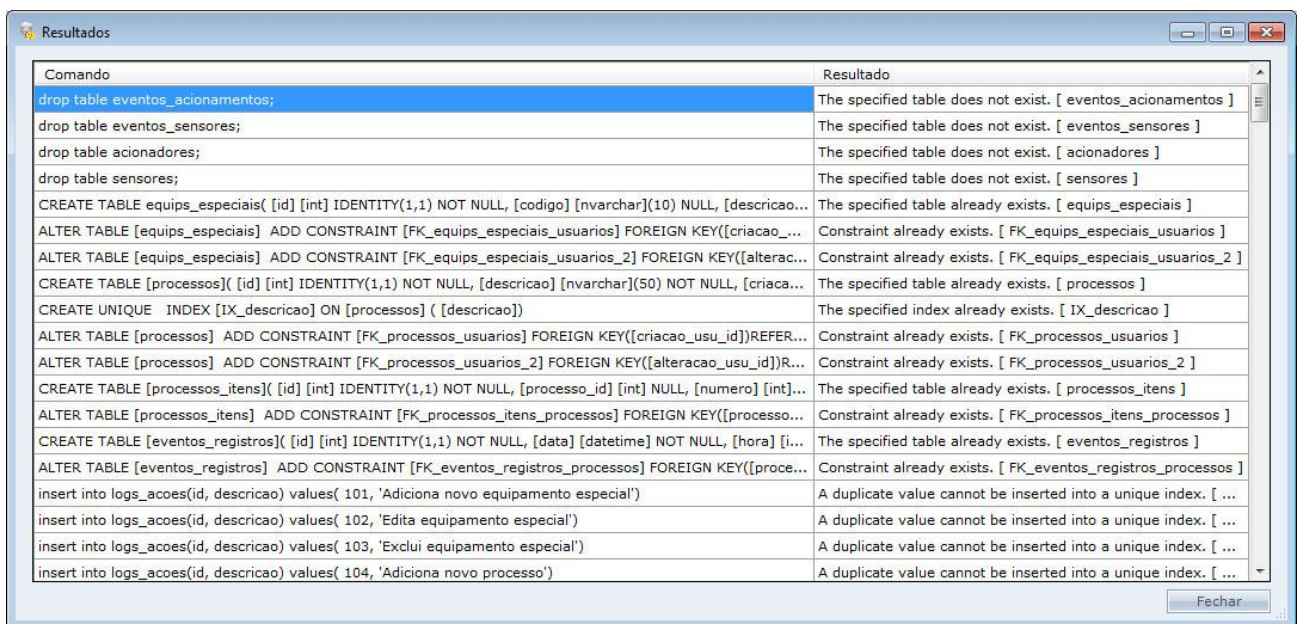 Resultados
Comando Resultado
drop table eventos_acionamentos; The specified table does not exist. [ eventos_acionamentos ]
drop table eventos_sensores; The specified table does not exist. [ eventos_sensores ]
drop table acionadores; The specified table does not exist. [ acionadores ]
drop table sensores; The specified table does not exist. [ sensores ]
CREATE TABLE equips_especiais( [id] [int] IDENTITY(1,1) NOT NULL, [codigo] [nvarchar](10) NULL, [descricao... The specified table already exists. [ equips_especiais ]
ALTER TABLE [equips_especiais]  ADD CONSTRAINT [FK_equips_especiais_usuarios] FOREIGN KEY([criacao_... Constraint already exists. [ FK_equips_especiais_usuarios ]
ALTER TABLE [equips_especiais]  ADD CONSTRAINT [FK_equips_especiais_usuarios_2] FOREIGN KEY([alterac... Constraint already exists. [ FK_equips_especiais_usuarios_2 ]
CREATE TABLE [processos]( [id] [int] IDENTITY(1,1) NOT NULL, [descricao] [nvarchar](50) NOT NULL, [criaca... The specified table already exists. [ processos ]
CREATE UNIQUE   INDEX [IX_descricao] ON [processos] ( [descricao]) The specified index already exists. [ IX_descricao ]
ALTER TABLE [processos]  ADD CONSTRAINT [FK_processos_usuarios] FOREIGN KEY([criacao_usu_id])REFER... Constraint already exists. [ FK_processos_usuarios ]
ALTER TABLE [processos]  ADD CONSTRAINT [FK_processos_usuarios_2] FOREIGN KEY([alteracao_usu_id])R... Constraint already exists. [ FK_processos_usuarios_2 ]
CREATE TABLE [processos_itens]( [id] [int] IDENTITY(1,1) NOT NULL, [processo_id] [int] NULL, [numero] [int]... The specified table already exists. [ processos_itens ]
ALTER TABLE [processos_itens]  ADD CONSTRAINT [FK_processos_itens_processos] FOREIGN KEY([processo... Constraint already exists. [ FK_processos_itens_processos ]
CREATE TABLE [eventos_registros]( [id] [int] IDENTITY(1,1) NOT NULL, [data] [datetime] NOT NULL, [hora] [i... The specified table already exists. [ eventos_registros ]
ALTER TABLE [eventos_registros]  ADD CONSTRAINT [FK_eventos_registros_processos] FOREIGN KEY([proce... Constraint already exists. [ FK_eventos_registros_processos ]
insert into logs_acoes(id, descricao) values( 101, 'Adiciona novo equipamento especial') A duplicate value cannot be inserted into a unique index. [ ...
insert into logs_acoes(id, descricao) values( 102, 'Edita equipamento especial') A duplicate value cannot be inserted into a unique index. [ ...
insert into logs_acoes(id, descricao) values( 103, 'Exclui equipamento especial') A duplicate value cannot be inserted into a unique index. [ ...
insert into logs_acoes(id, descricao) values( 104, 'Adiciona novo processo') A duplicate value cannot be inserted into a unique index. [ ...
Fechar